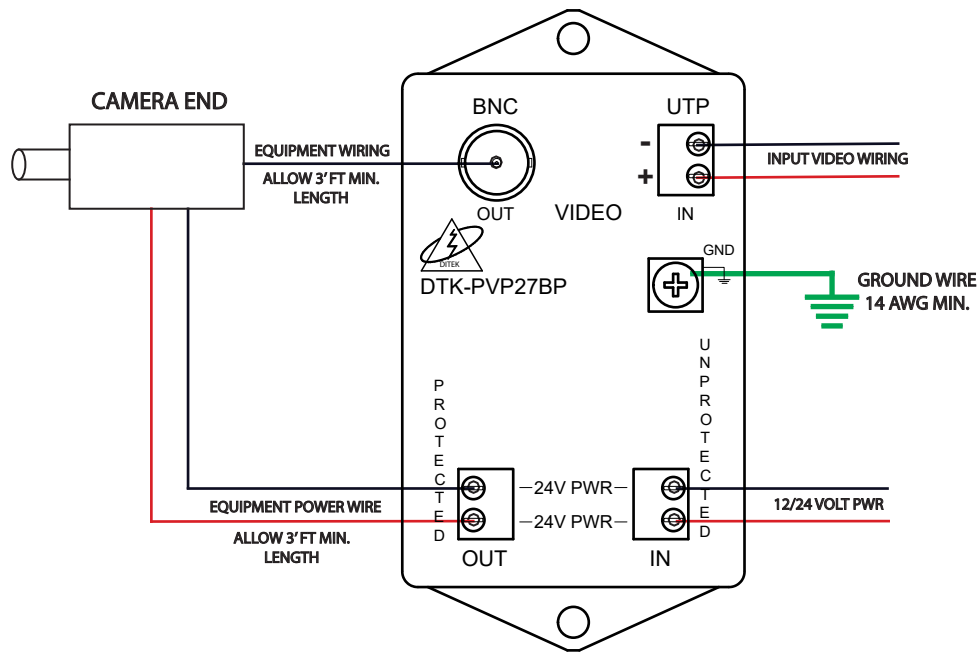 CAMERA END
EQUIPMENT WIRING
ALLOW 3' FT MIN.
LENGTH
BNC
OUT
VIDEO
UTP
-
+
IN
INPUT VIDEO WIRING
DITEK
DTK-PVP27BP
GND
GROUND WIRE
14 AWG MIN.
PROTECTED
UNPROTECTED
EQUIPMENT POWER WIRE
ALLOW 3' FT MIN.
LENGTH
24V PWR
24V PWR
OUT
IN
12/24 VOLT PWR